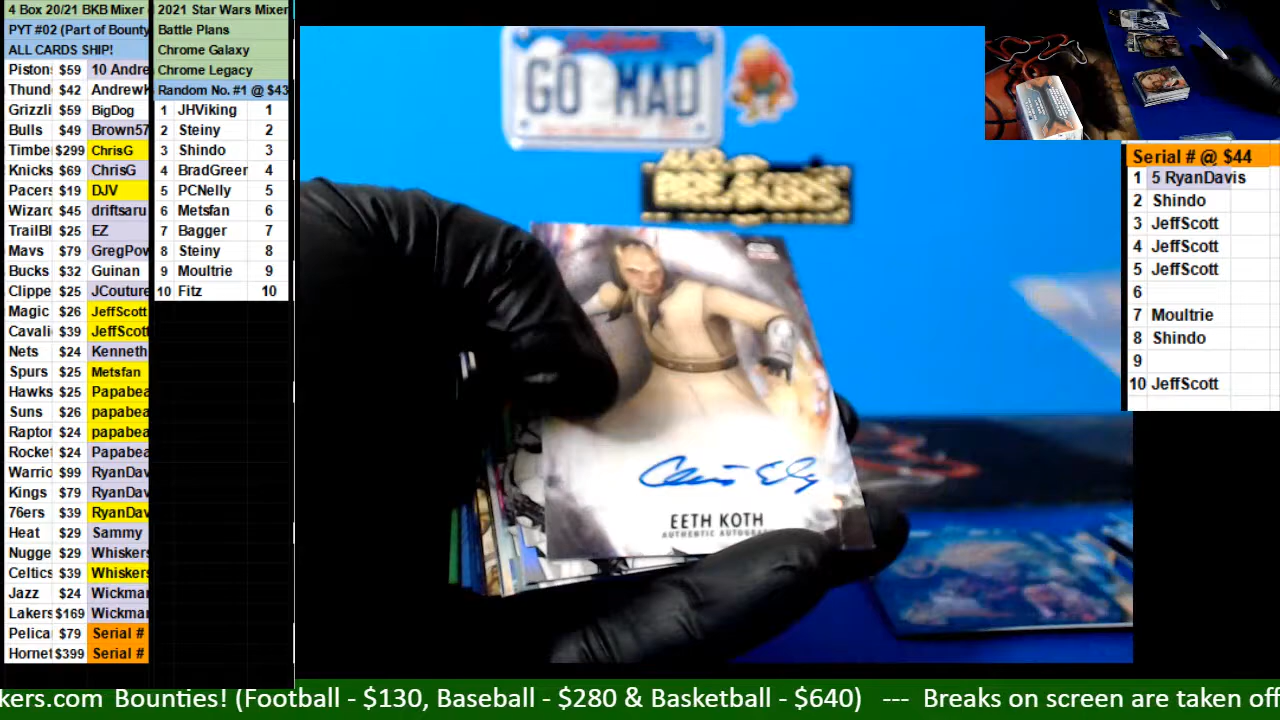 4 Box 20/21 BKB Mixer
PYT #02 (Part of Bounty
ALL CARDS SHIP!
Piston $59 10 Andre
Thund $42 AndrewK
Grizzli $59 BigDog
Bulls $49 Brown57
Timbe $299 ChrisG
Knicks $69 ChrisG
Pacers $19 DJV
Wizard $45 driftsaru
TrailBl $25 EZ
Mavs $79 GregPow
Bucks $32 Guinan
Clippe $25 JCouture
Magic $26 JeffScott
Cavali $39 JeffScott
Nets $24 Kenneth
Spurs $25 Metsfan
Hawks $25 Papabea
Suns $26 papabea
Raptor $24 papabea
Rocket $24 Papabea
Warrio $99 RyanDav
Kings $79 RyanDav
76ers $39 RyanDav
Heat $29 Sammy
Nugge $29 Whiskers
Celtics $39 Whiskers
Jazz $24 Wickmar
Lakers $169 Wickmar
Pelica $79 Serial #
Hornet $399 Serial #
2021 Star Wars Mixer
Battle Plans
Chrome Galaxy
Chrome Legacy
Random No. #1 @ $43
1 JHViking 1
2 Steiny 2
3 Shindo 3
4 BradGreer 4
5 PCNelly 5
6 Metsfan 6
7 Bagger 7
8 Steiny 8
9 Moultrie 9
10 Fitz 10
GO MAD
BREAKERS
EETH KOTH
AUTHENTIC AUTOGRAPH
Serial # @ $44
1 5 RyanDavis
2 Shindo
3 JeffScott
4 JeffScott
5 JeffScott
6
7 Moultrie
8 Shindo
9
10 JeffScott
kers.com Bounties! (Football - $130, Baseball - $280 & Basketball - $640) --- Breaks on screen are taken off